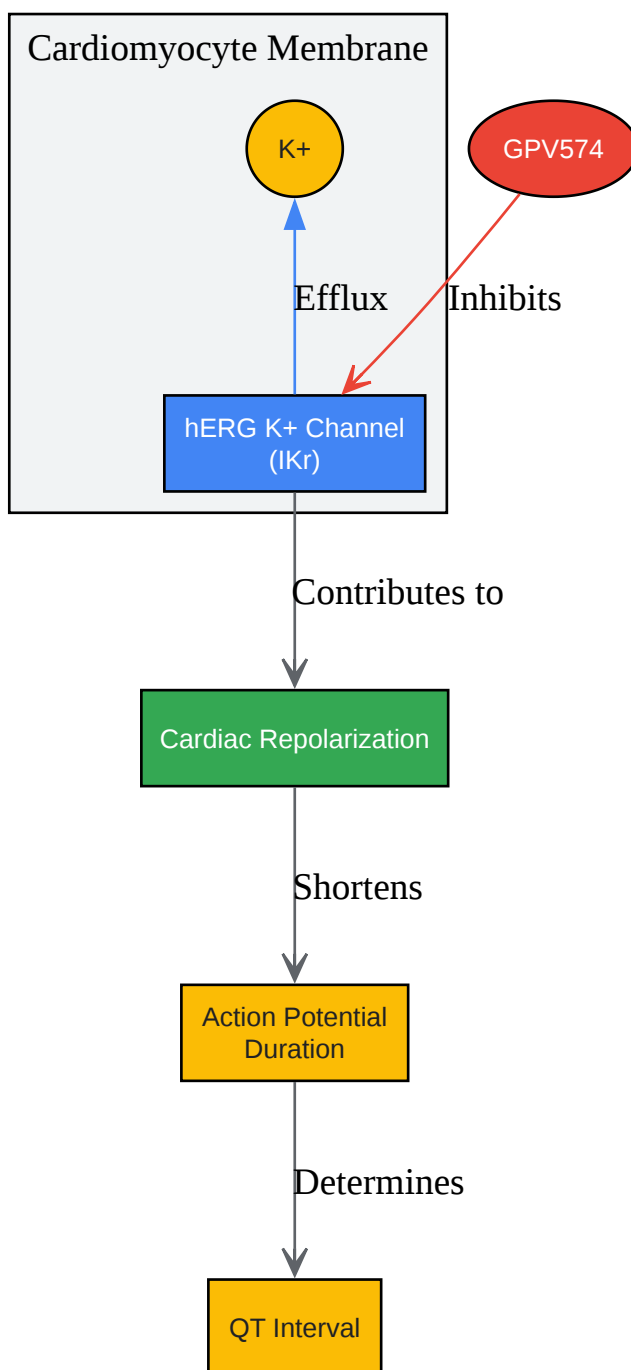 Cardiomyocyte Membrane
K+
GPV574
Efflux
Inhibits
hERG K+ Channel
(IKr)
Contributes to
Cardiac Repolarization
Shortens
Action Potential
Duration
Determines
QT Interval